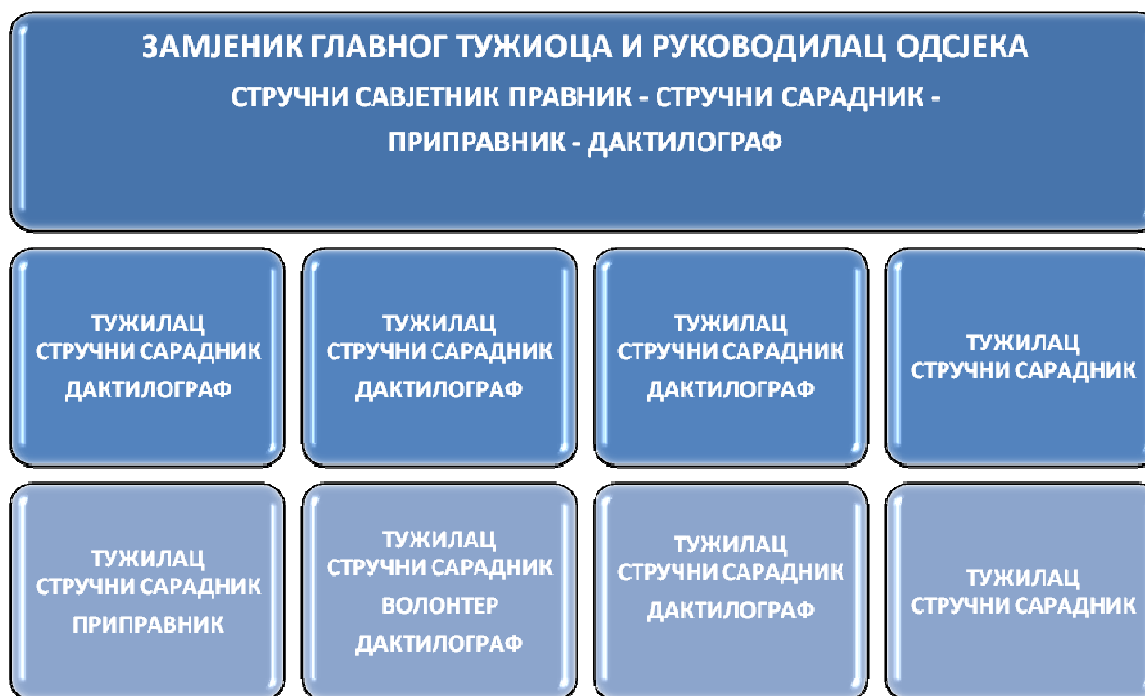 ЗАМЈЕНИК ГЛАВНОГ ТУЖИОЦА И РУКОВОДИЛАЦ ОДСЈЕКА
СТРУЧНИ САВЈЕТНИК ПРАВНИК - СТРУЧНИ САРАДНИК -
ПРИПРАВНИК - ДАКТИЛОГРАФ
ТУЖИЛАЦ
СТРУЧНИ САРАДНИК
ДАКТИЛОГРАФ
ТУЖИЛАЦ
СТРУЧНИ САРАДНИК
ДАКТИЛОГРАФ
ТУЖИЛАЦ
СТРУЧНИ САРАДНИК
ДАКТИЛОГРАФ
ТУЖИЛАЦ
СТРУЧНИ САРАДНИК
ТУЖИЛАЦ
СТРУЧНИ САРАДНИК
ПРИПРАВНИК
ТУЖИЛАЦ
СТРУЧНИ САРАДНИК
ВОЛОНТЕР
ДАКТИЛОГРАФ
ТУЖИЛАЦ
СТРУЧНИ САРАДНИК
ДАКТИЛОГРАФ
ТУЖИЛАЦ
СТРУЧНИ САРАДНИК